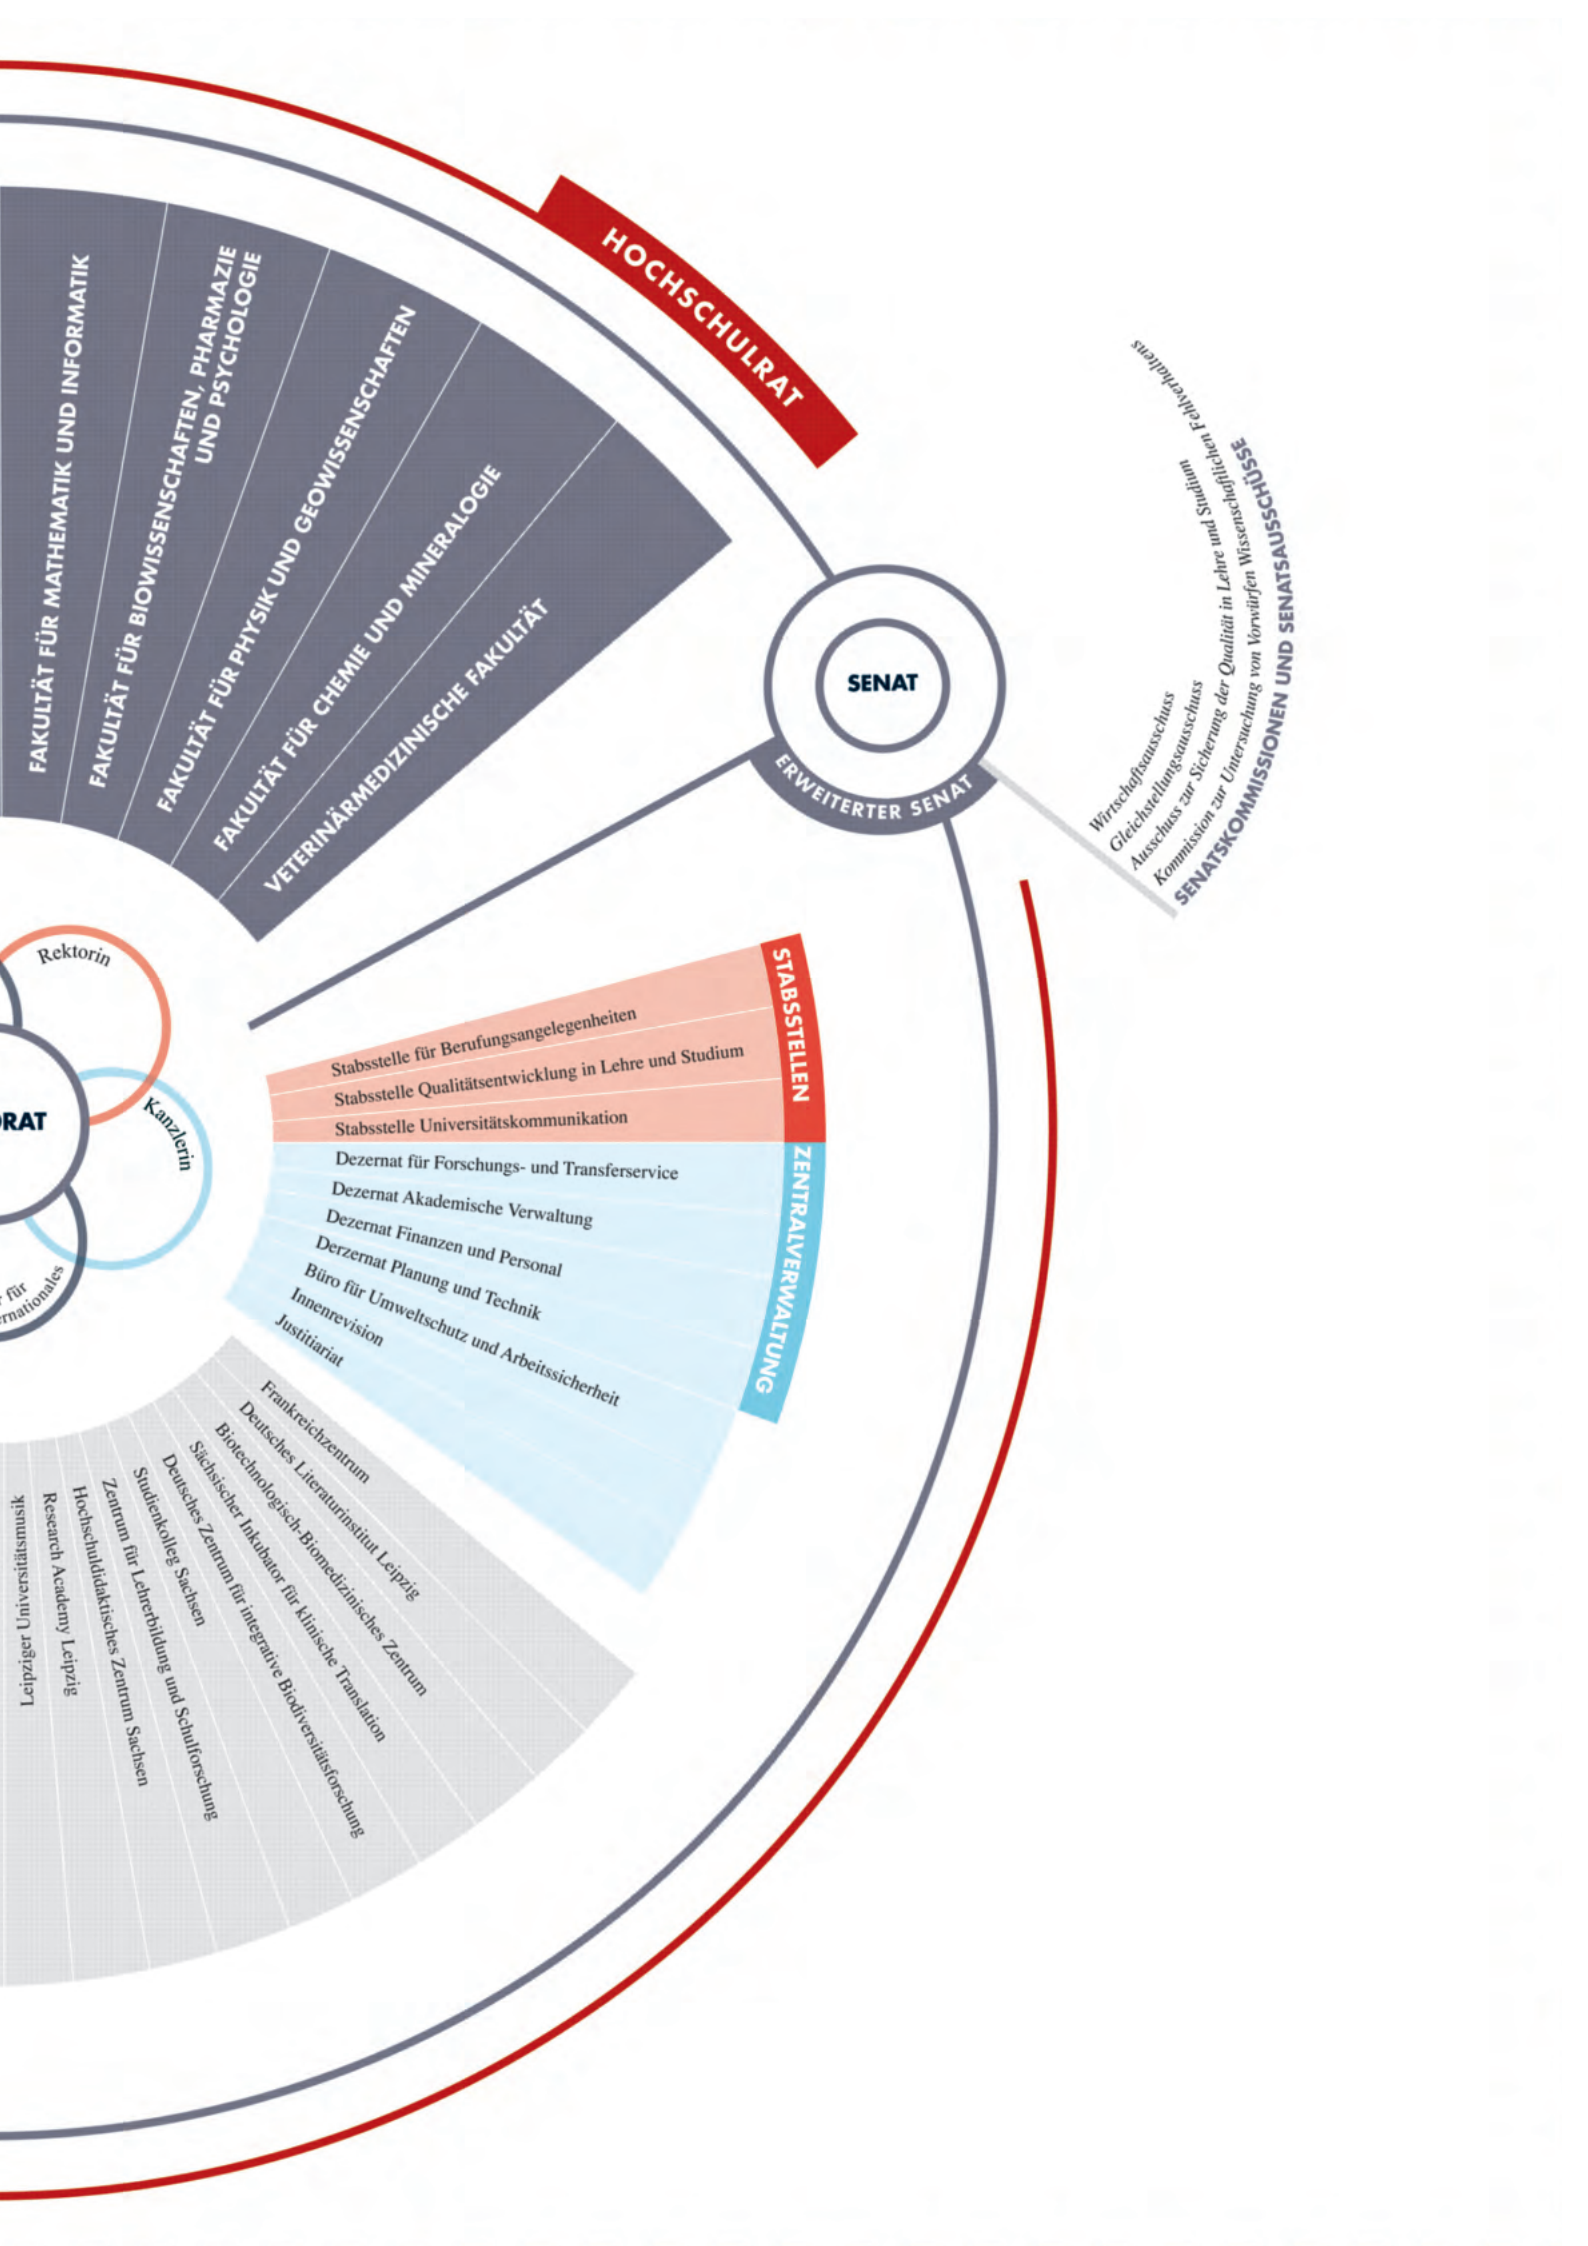 HOCHSCHULRAT
FAKULTÄT FÜR MATHEMATIK UND INFORMATIK
FAKULTÄT FÜR BIOWISSENSCHAFTEN, PHARMAZIE
UND PSYCHOLOGIE
FAKULTÄT FÜR PHYSIK UND GEOWISSENSCHAFTEN
FAKULTÄT FÜR CHEMIE UND MINERALOGIE
VETERINÄRMEDIZINISCHE FAKULTÄT
SENAT
ERWEITERTER SENAT
Wirtschaftsausschuss
Gleichstellungsausschuss
Ausschuss zur Sicherung der Qualität in Lehre und Studium
Kommission zur Untersuchung von Vorwürfen Wissenschaftlichen Fehlverhaltens
SENATSKOMMISSIONEN UND SENATSAUSSCHÜSSE
Rektorin
Kanzlerin
ORAT
r für
ernationales
STABSSTELLEN
Stabsstelle für Berufungsangelegenheiten
Stabsstelle Qualitätsentwicklung in Lehre und Studium
Stabsstelle Universitätskommunikation
ZENTRALVERWALTUNG
Dezernat für Forschungs- und Transferservice
Dezernat Akademische Verwaltung
Dezernat Finanzen und Personal
Derzernat Planung und Technik
Büro für Umweltschutz und Arbeitssicherheit
Innenrevision
Justitiariat
Frankreichzentrum
Deutsches Literaturinstitut Leipzig
Biotechnologisch-Biomedizinisches Zentrum
Sächsischer Inkubator für klinische Translation
Deutsches Zentrum für integrative Biodiversitätsforschung
Studienkolleg Sachsen
Zentrum für Lehrerbildung und Schulforschung
Hochschuldidaktisches Zentrum Sachsen
Research Academy Leipzig
Leipziger Universitätsmusik